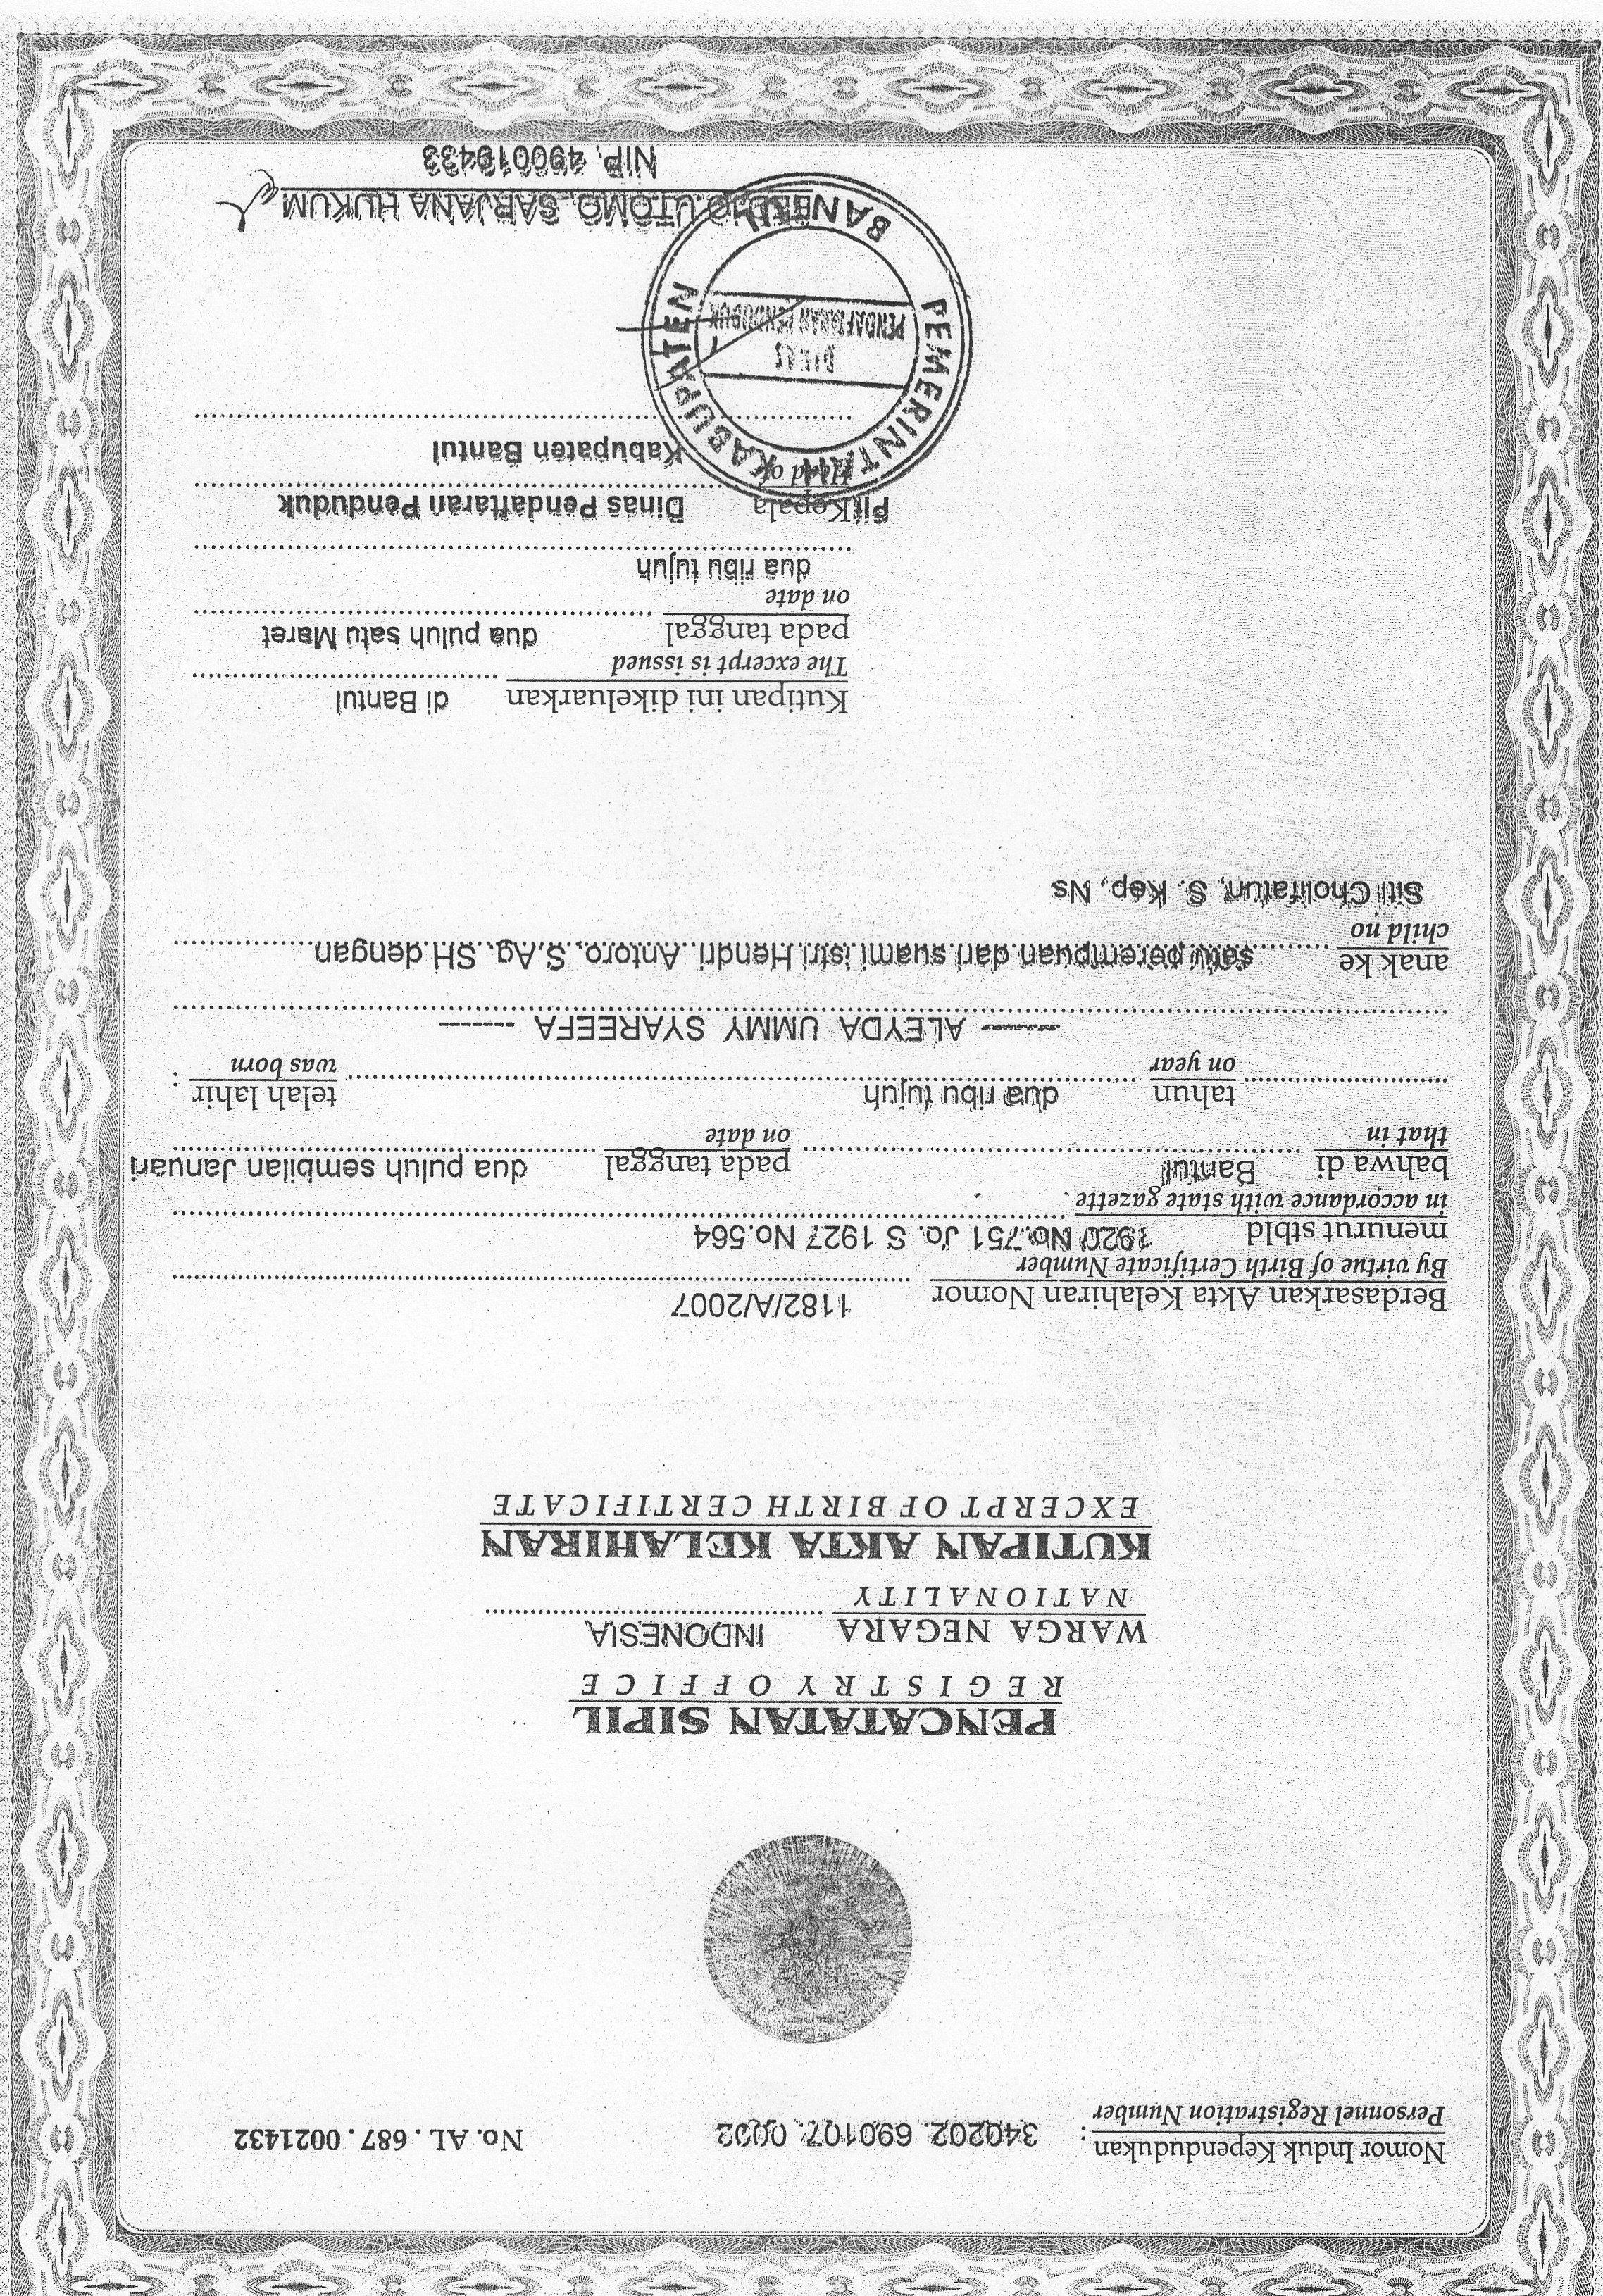 Nomor Induk Kependudukan : 340202. 690107. 0002 No. AL . 687 . 0021432
Personnel Registration Number
PENCATATAN SIPIL
REGISTRY OFFICE
WARGA NEGARA INDONESIA
NATIONALITY
KUTIPAN AKTA KELAHIRAN
EXCERPT OF BIRTH CERTIFICATE
Berdasarkan Akta Kelahiran Nomor 1182/A/2007
By virtue of Birth Certificate Number
menurut stbld 1920 No.751 Jo. S 1927 No.564
in accordance with state gazette
bahwa di Bantul pada tanggal dua puluh sembilan Januari
that in on date
tahun dua ribu tujuh telah lahir :
on year was born
ALEYDA UMMY SYAREEFA ------
anak ke satu perempuan dari suami istri Hendri Antoro, S.Ag., SH dengan
child no
Siti Cholifatun, S. Kep, Ns
Kutipan ini dikeluarkan di Bantul
The excerpt is issued
pada tanggal dua puluh satu Maret
on date
dua ribu tujuh
Plt Kepala Dinas Pendaftaran Penduduk
Head of
Kabupaten Bantul
PEMERINTAH KABUPATEN
DINAS
PENDAFTARAN PENDUDUK
BANTUL
UTOMO, SARJANA HUKUM
NIP. 490019433